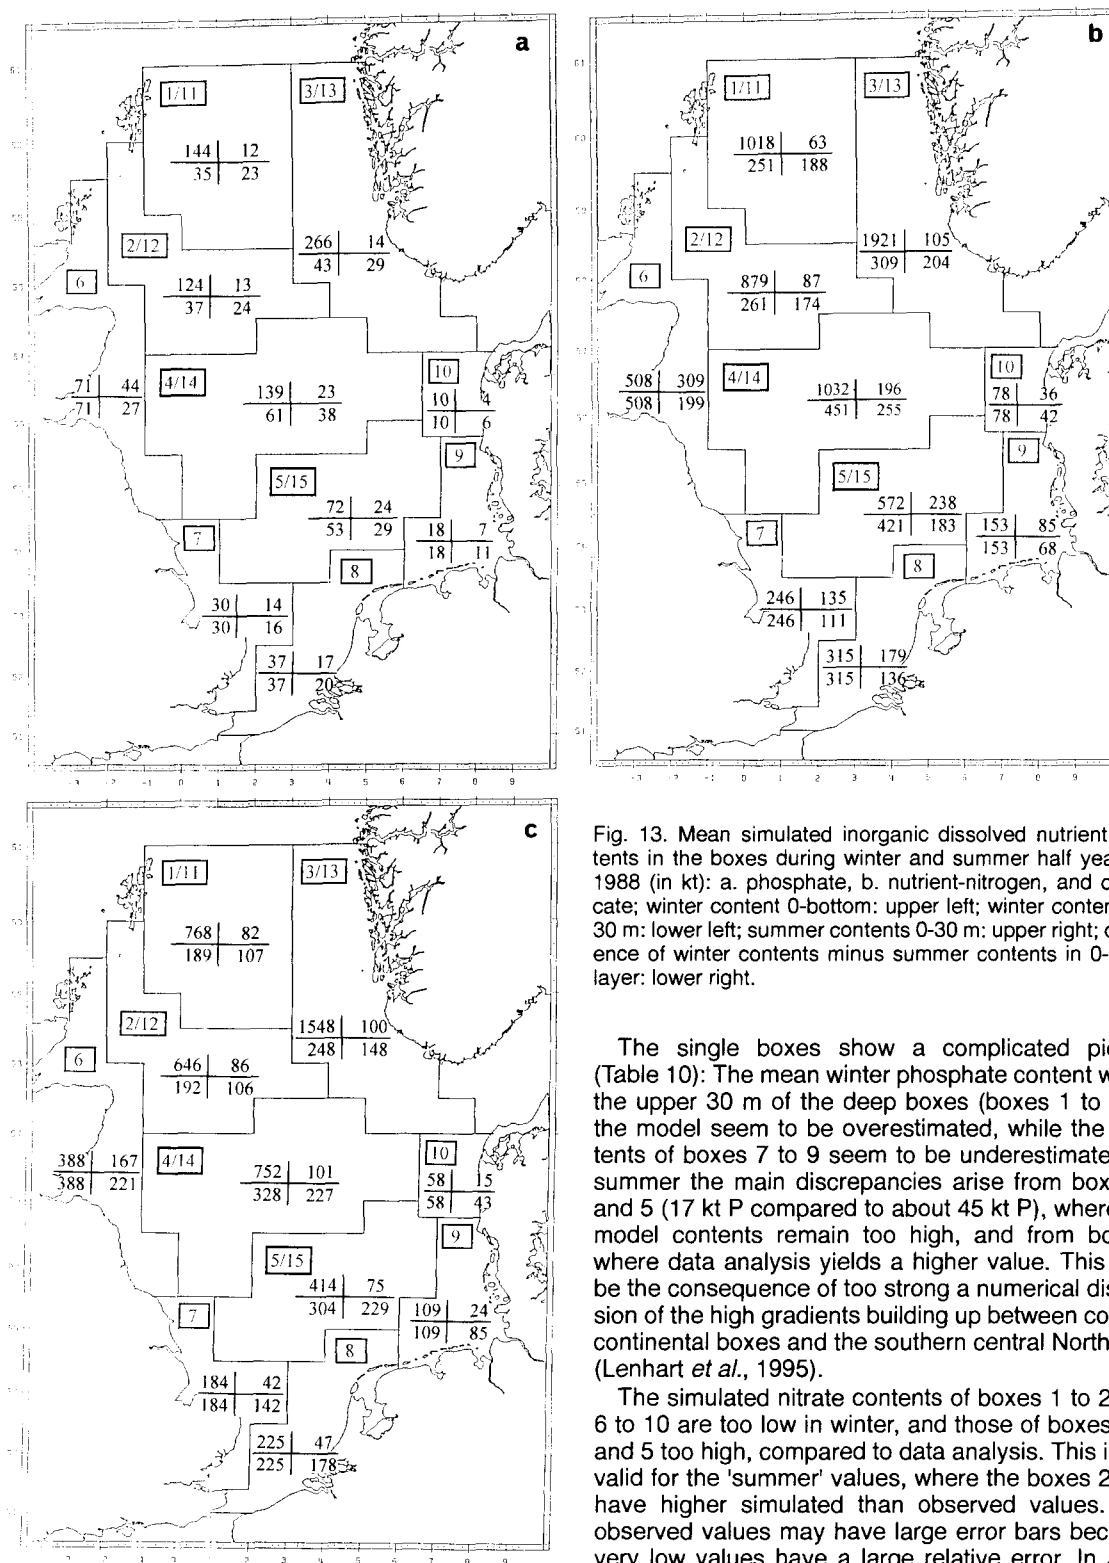 a
1/11
3/13
144 12
35 23
2/12
266 14
43 29
6
124 13
37 24
10
71 44
71 27
4/14
139 23
61 38
10 4
10 6
9
5/15
72 24
53 29
7
18 7
18 11
8
30 14
30 16
37 17
37 20
-3 -2 -1 0 1 2 3 4 5 6 7 8 9
b
1/11
3/13
1018 63
251 188
2/12
1921 105
309 204
6
879 87
261 174
10
508 309
508 199
4/14
1032 196
451 255
78 36
78 42
9
5/15
572 238
421 183
7
153 85
153 68
8
246 135
246 111
315 179
315 136
c
1/11
3/13
768 82
189 107
2/12
1548 100
248 148
6
646 86
192 106
10
388 167
388 221
4/14
752 101
328 227
58 15
58 43
9
5/15
414 75
304 229
7
109 24
109 85
8
184 42
184 142
225 47
225 178
Fig. 13. Mean simulated inorganic dissolved nutrient
tents in the boxes during winter and summer half yea
1988 (in kt): a. phosphate, b. nutrient-nitrogen, and c
cate; winter content 0-bottom: upper left; winter conter
30 m: lower left; summer contents 0-30 m: upper right; c
ence of winter contents minus summer contents in 0-
layer: lower right.
The single boxes show a complicated pic
(Table 10): The mean winter phosphate content w
the upper 30 m of the deep boxes (boxes 1 to
the model seem to be overestimated, while the
tents of boxes 7 to 9 seem to be underestimate
summer the main discrepancies arise from box
and 5 (17 kt P compared to about 45 kt P), where
model contents remain too high, and from bo
where data analysis yields a higher value. This
be the consequence of too strong a numerical dis
sion of the high gradients building up between co
continental boxes and the southern central North
(Lenhart et al., 1995).
The simulated nitrate contents of boxes 1 to 2
6 to 10 are too low in winter, and those of boxes
and 5 too high, compared to data analysis. This i
valid for the 'summer' values, where the boxes 2
have higher simulated than observed values.
observed values may have large error bars bec
very low values have a large relative error. In